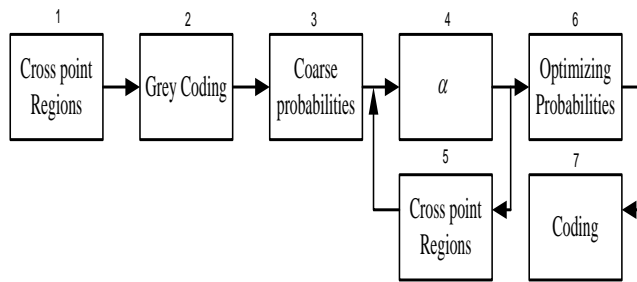 1
Cross point
Regions
2
Grey Coding
3
Coarse
probabilities
4
α
5
Cross point
Regions
6
Optimizing
Probabilities
7
Coding